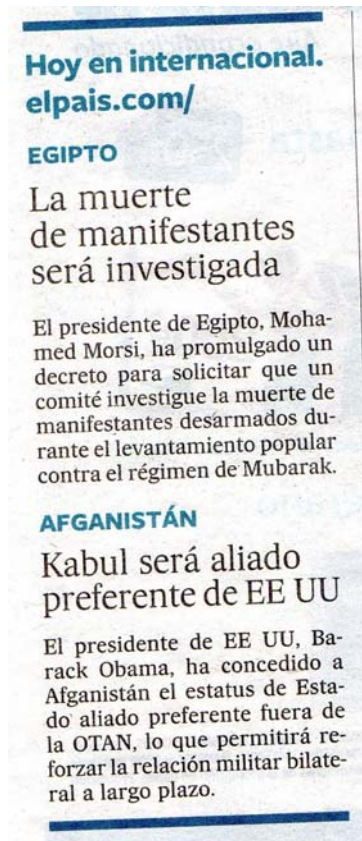 Hoy en internacional.
elpais.com/
EGIPTO
La muerte
de manifestantes
será investigada
El presidente de Egipto, Moha-
med Morsi, ha promulgado un
decreto para solicitar que un
comité investigue la muerte de
manifestantes desarmados du-
rante el levantamiento popular
contra el régimen de Mubarak.
AFGANISTÁN
Kabul será aliado
preferente de EE UU
El presidente de EE UU, Ba-
rack Obama, ha concedido a
Afganistán el estatus de Esta-
do aliado preferente fuera de
la OTAN, lo que permitirá re-
forzar la relación militar bilate-
ral a largo plazo.